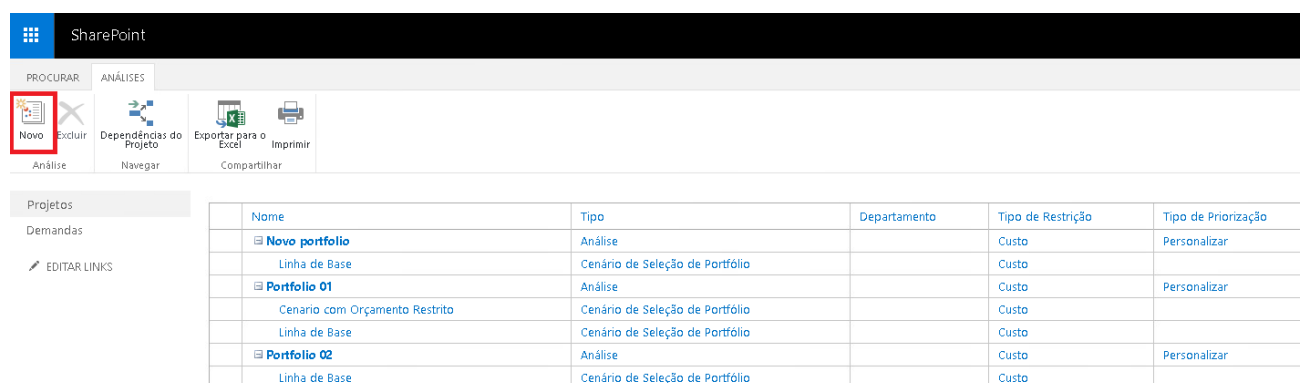 SharePoint
PROCURAR ANÁLISES
Novo Excluir Dependências do Projeto Exportar para o Excel Imprimir
Análise Navegar Compartilhar
Projetos
Demandas
EDITAR LINKS
Nome Tipo Departamento Tipo de Restrição Tipo de Priorização
Novo portfolio Análise Custo Personalizar
Linha de Base Cenário de Seleção de Portfólio Custo
Portfolio 01 Análise Custo Personalizar
Cenario com Orçamento Restrito Cenário de Seleção de Portfólio Custo
Linha de Base Cenário de Seleção de Portfólio Custo
Portfolio 02 Análise Custo Personalizar
Linha de Base Cenário de Seleção de Portfólio Custo